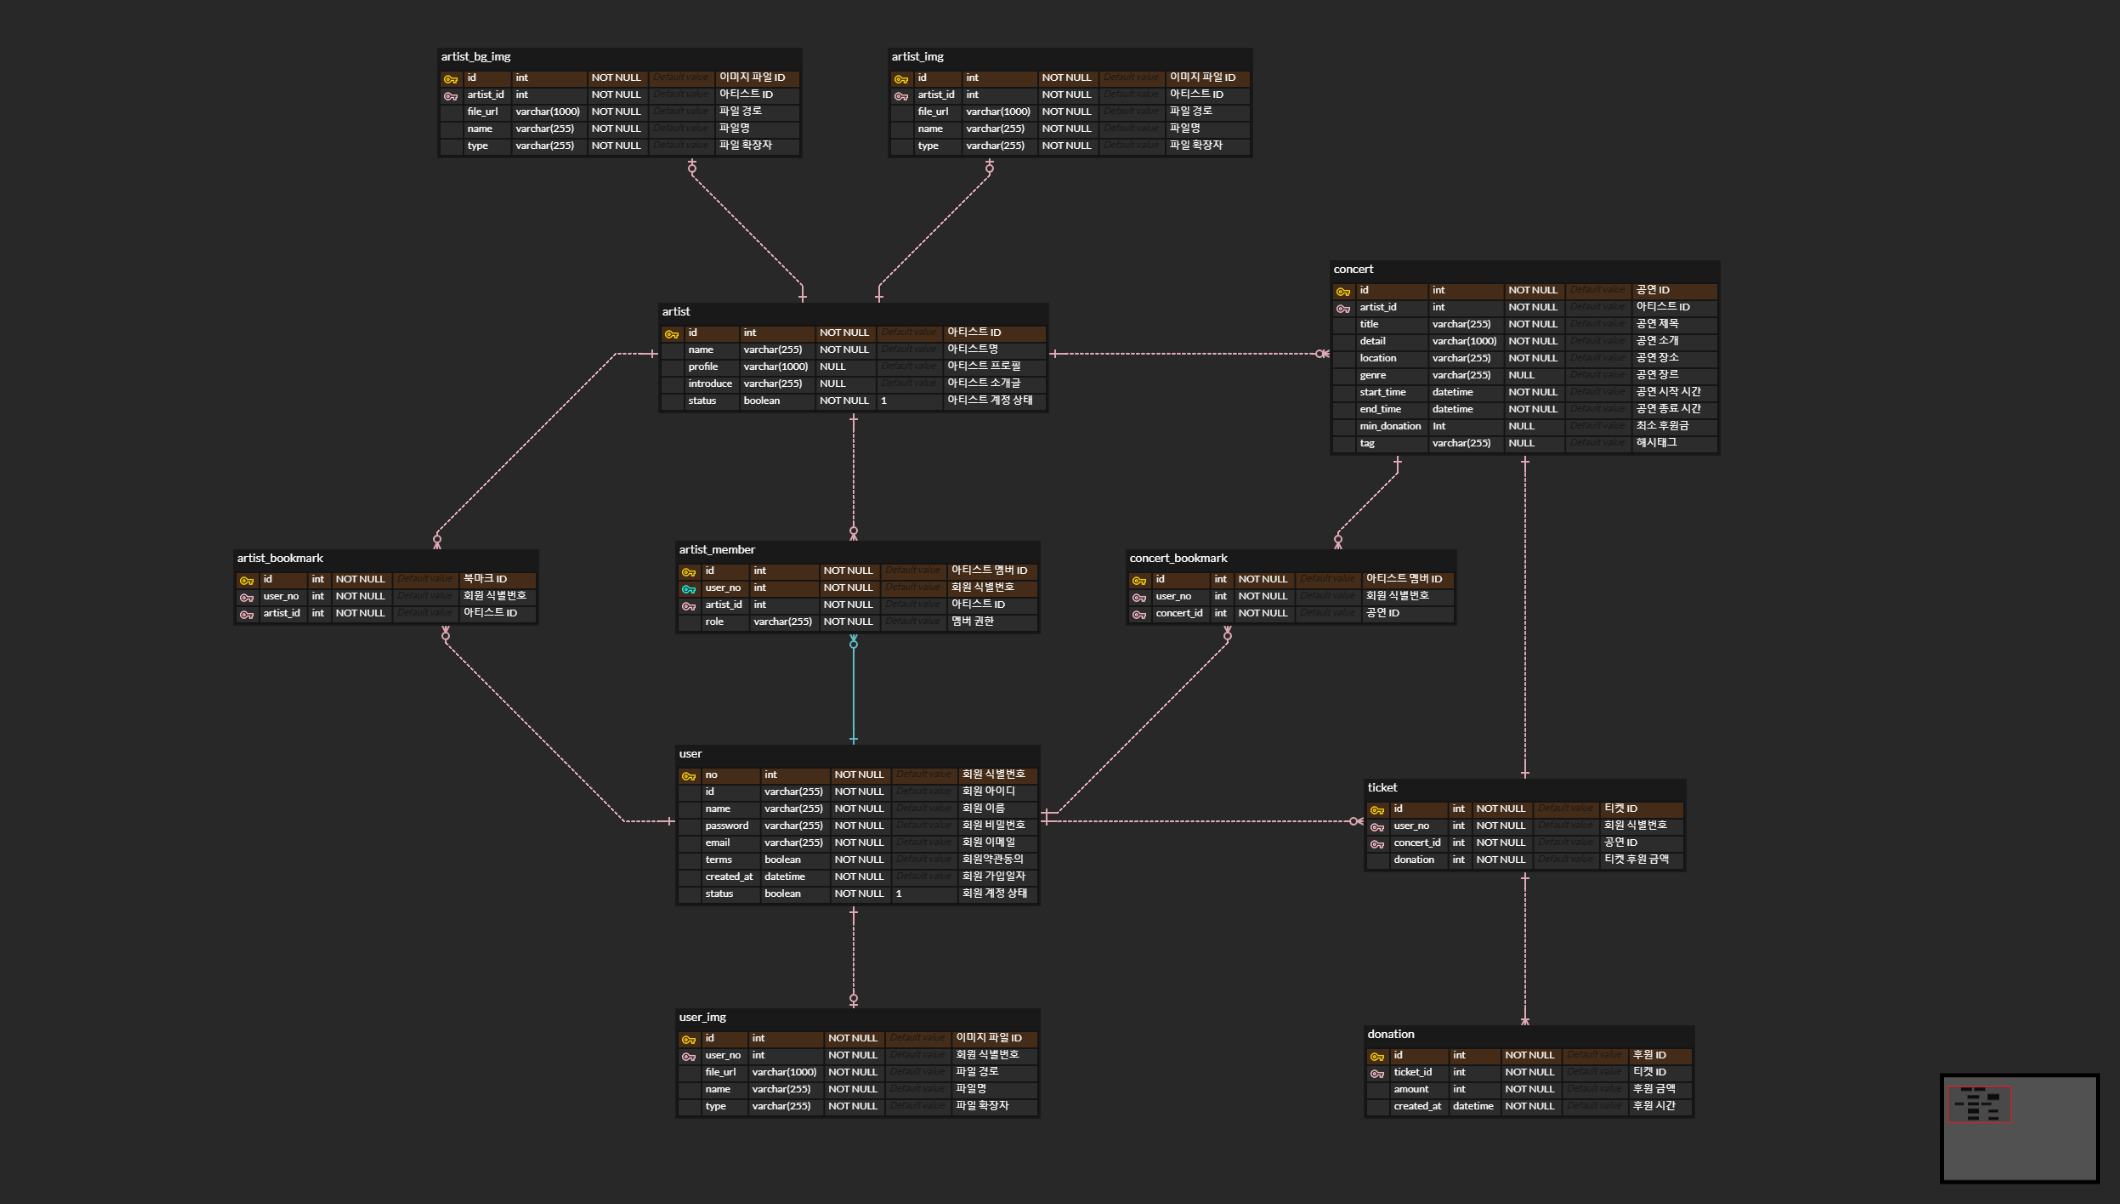 artist_bg_img
id int NOT NULL Default value 이미지 파일 ID
artist_id int NOT NULL Default value 아티스트 ID
file_url varchar(1000) NOT NULL Default value 파일 경로
name varchar(255) NOT NULL Default value 파일명
type varchar(255) NOT NULL Default value 파일 확장자
artist_img
id int NOT NULL Default value 이미지 파일 ID
artist_id int NOT NULL Default value 아티스트 ID
file_url varchar(1000) NOT NULL Default value 파일 경로
name varchar(255) NOT NULL Default value 파일명
type varchar(255) NOT NULL Default value 파일 확장자
concert
id int NOT NULL Default value 공연 ID
artist_id int NOT NULL Default value 아티스트 ID
title varchar(255) NOT NULL Default value 공연 제목
detail varchar(1000) NOT NULL Default value 공연 소개
location varchar(255) NOT NULL Default value 공연 장소
genre varchar(255) NULL Default value 공연 장르
start_time datetime NOT NULL Default value 공연 시작 시간
end_time datetime NOT NULL Default value 공연 종료 시간
min_donation Int NULL Default value 최소 후원금
tag varchar(255) NULL Default value 해시태그
artist
id int NOT NULL Default value 아티스트 ID
name varchar(255) NOT NULL Default value 아티스트명
profile varchar(1000) NULL Default value 아티스트 프로필
introduce varchar(255) NULL Default value 아티스트 소개글
status boolean NOT NULL 1 아티스트 계정 상태
artist_bookmark
id int NOT NULL Default value 북마크 ID
user_no int NOT NULL Default value 회원 식별번호
artist_id int NOT NULL Default value 아티스트 ID
artist_member
id int NOT NULL Default value 아티스트 멤버 ID
user_no int NOT NULL Default value 회원 식별번호
artist_id int NOT NULL Default value 아티스트 ID
role varchar(255) NOT NULL Default value 멤버 권한
concert_bookmark
id int NOT NULL Default value 아티스트 멤버 ID
user_no int NOT NULL Default value 회원 식별번호
concert_id int NOT NULL Default value 공연 ID
user
no int NOT NULL Default value 회원 식별번호
id varchar(255) NOT NULL Default value 회원 아이디
name varchar(255) NOT NULL Default value 회원 이름
password varchar(255) NOT NULL Default value 회원 비밀번호
email varchar(255) NOT NULL Default value 회원 이메일
terms boolean NOT NULL Default value 회원약관동의
created_at datetime NOT NULL Default value 회원 가입일자
status boolean NOT NULL 1 회원 계정 상태
ticket
id int NOT NULL Default value 티켓 ID
user_no int NOT NULL Default value 회원 식별번호
concert_id int NOT NULL Default value 공연 ID
donation int NOT NULL Default value 티켓 후원 금액
user_img
id int NOT NULL Default value 이미지 파일 ID
user_no int NOT NULL Default value 회원 식별번호
file_url varchar(1000) NOT NULL Default value 파일 경로
name varchar(255) NOT NULL Default value 파일명
type varchar(255) NOT NULL Default value 파일 확장자
donation
id int NOT NULL Default value 후원 ID
ticket_id int NOT NULL Default value 티켓 ID
amount int NOT NULL Default value 후원 금액
created_at datetime NOT NULL Default value 후원 시간